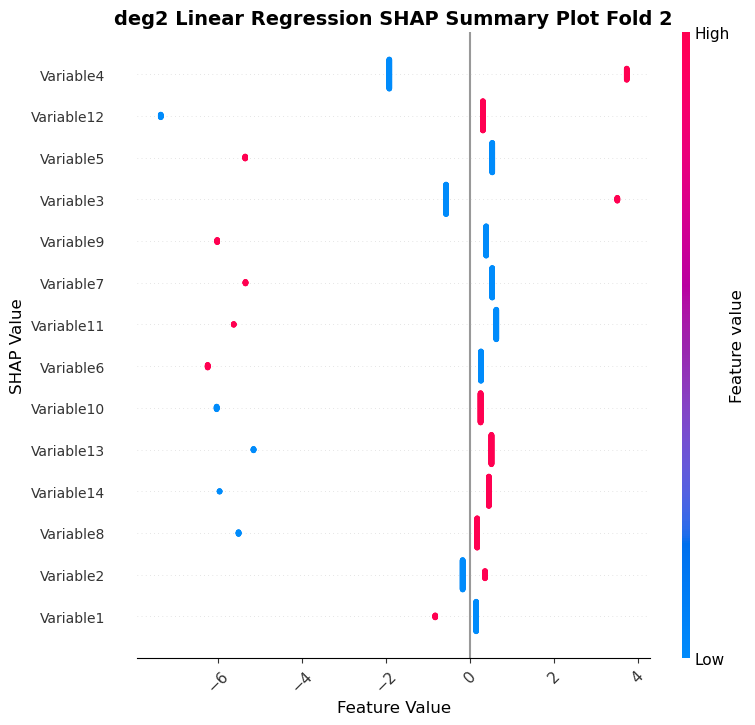 deg2 Linear Regression SHAP Summary Plot Fold 2
High
Variable4
Variable12
Variable5
Variable3
Variable9
Variable7
Variable11
Variable6
Variable10
Variable13
Variable14
Variable8
Variable2
Variable1
SHAP Value
Feature value
Low
−6
−4
−2
0
2
4
Feature Value